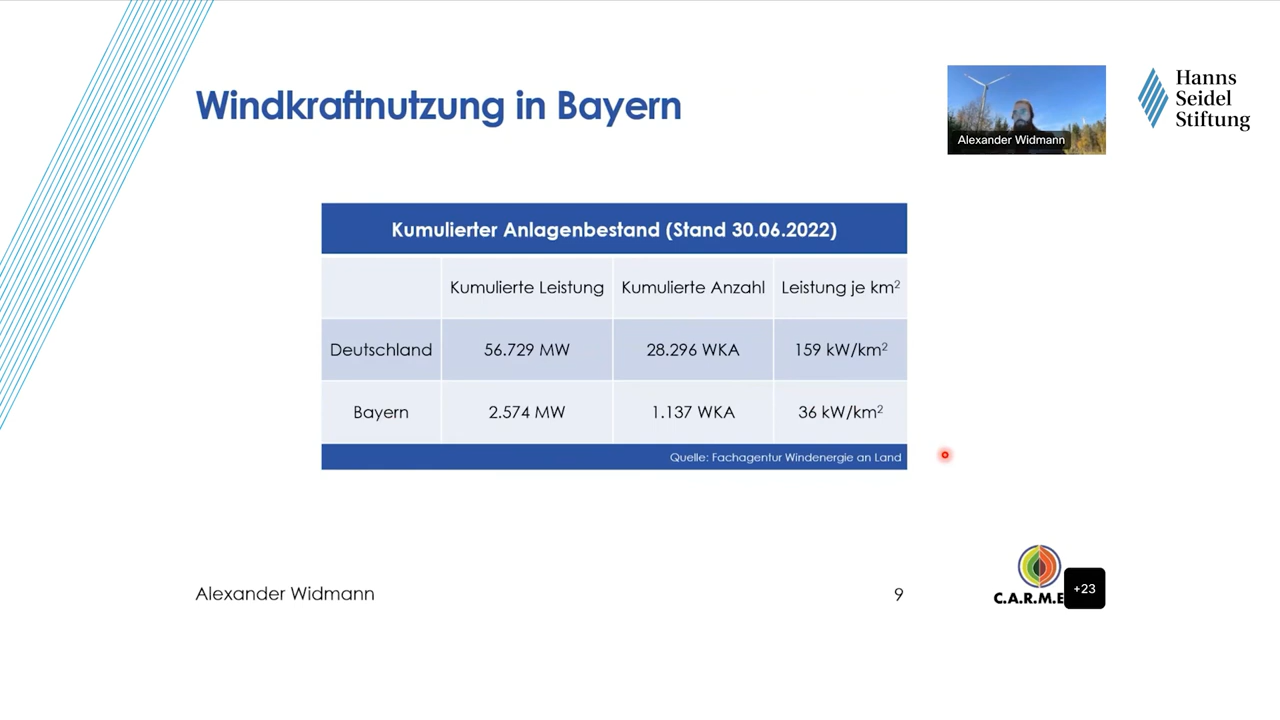 Windkraftnutzung in Bayern
Alexander Widmann
Hanns
Seidel
Stiftung
Kumulierter Anlagenbestand (Stand 30.06.2022)
Kumulierte Leistung Kumulierte Anzahl Leistung je km²
Deutschland 56.729 MW 28.296 WKA 159 kW/km²
Bayern 2.574 MW 1.137 WKA 36 kW/km²
Quelle: Fachagentur Windenergie an Land
Alexander Widmann
9
C.A.R.M.E
+23